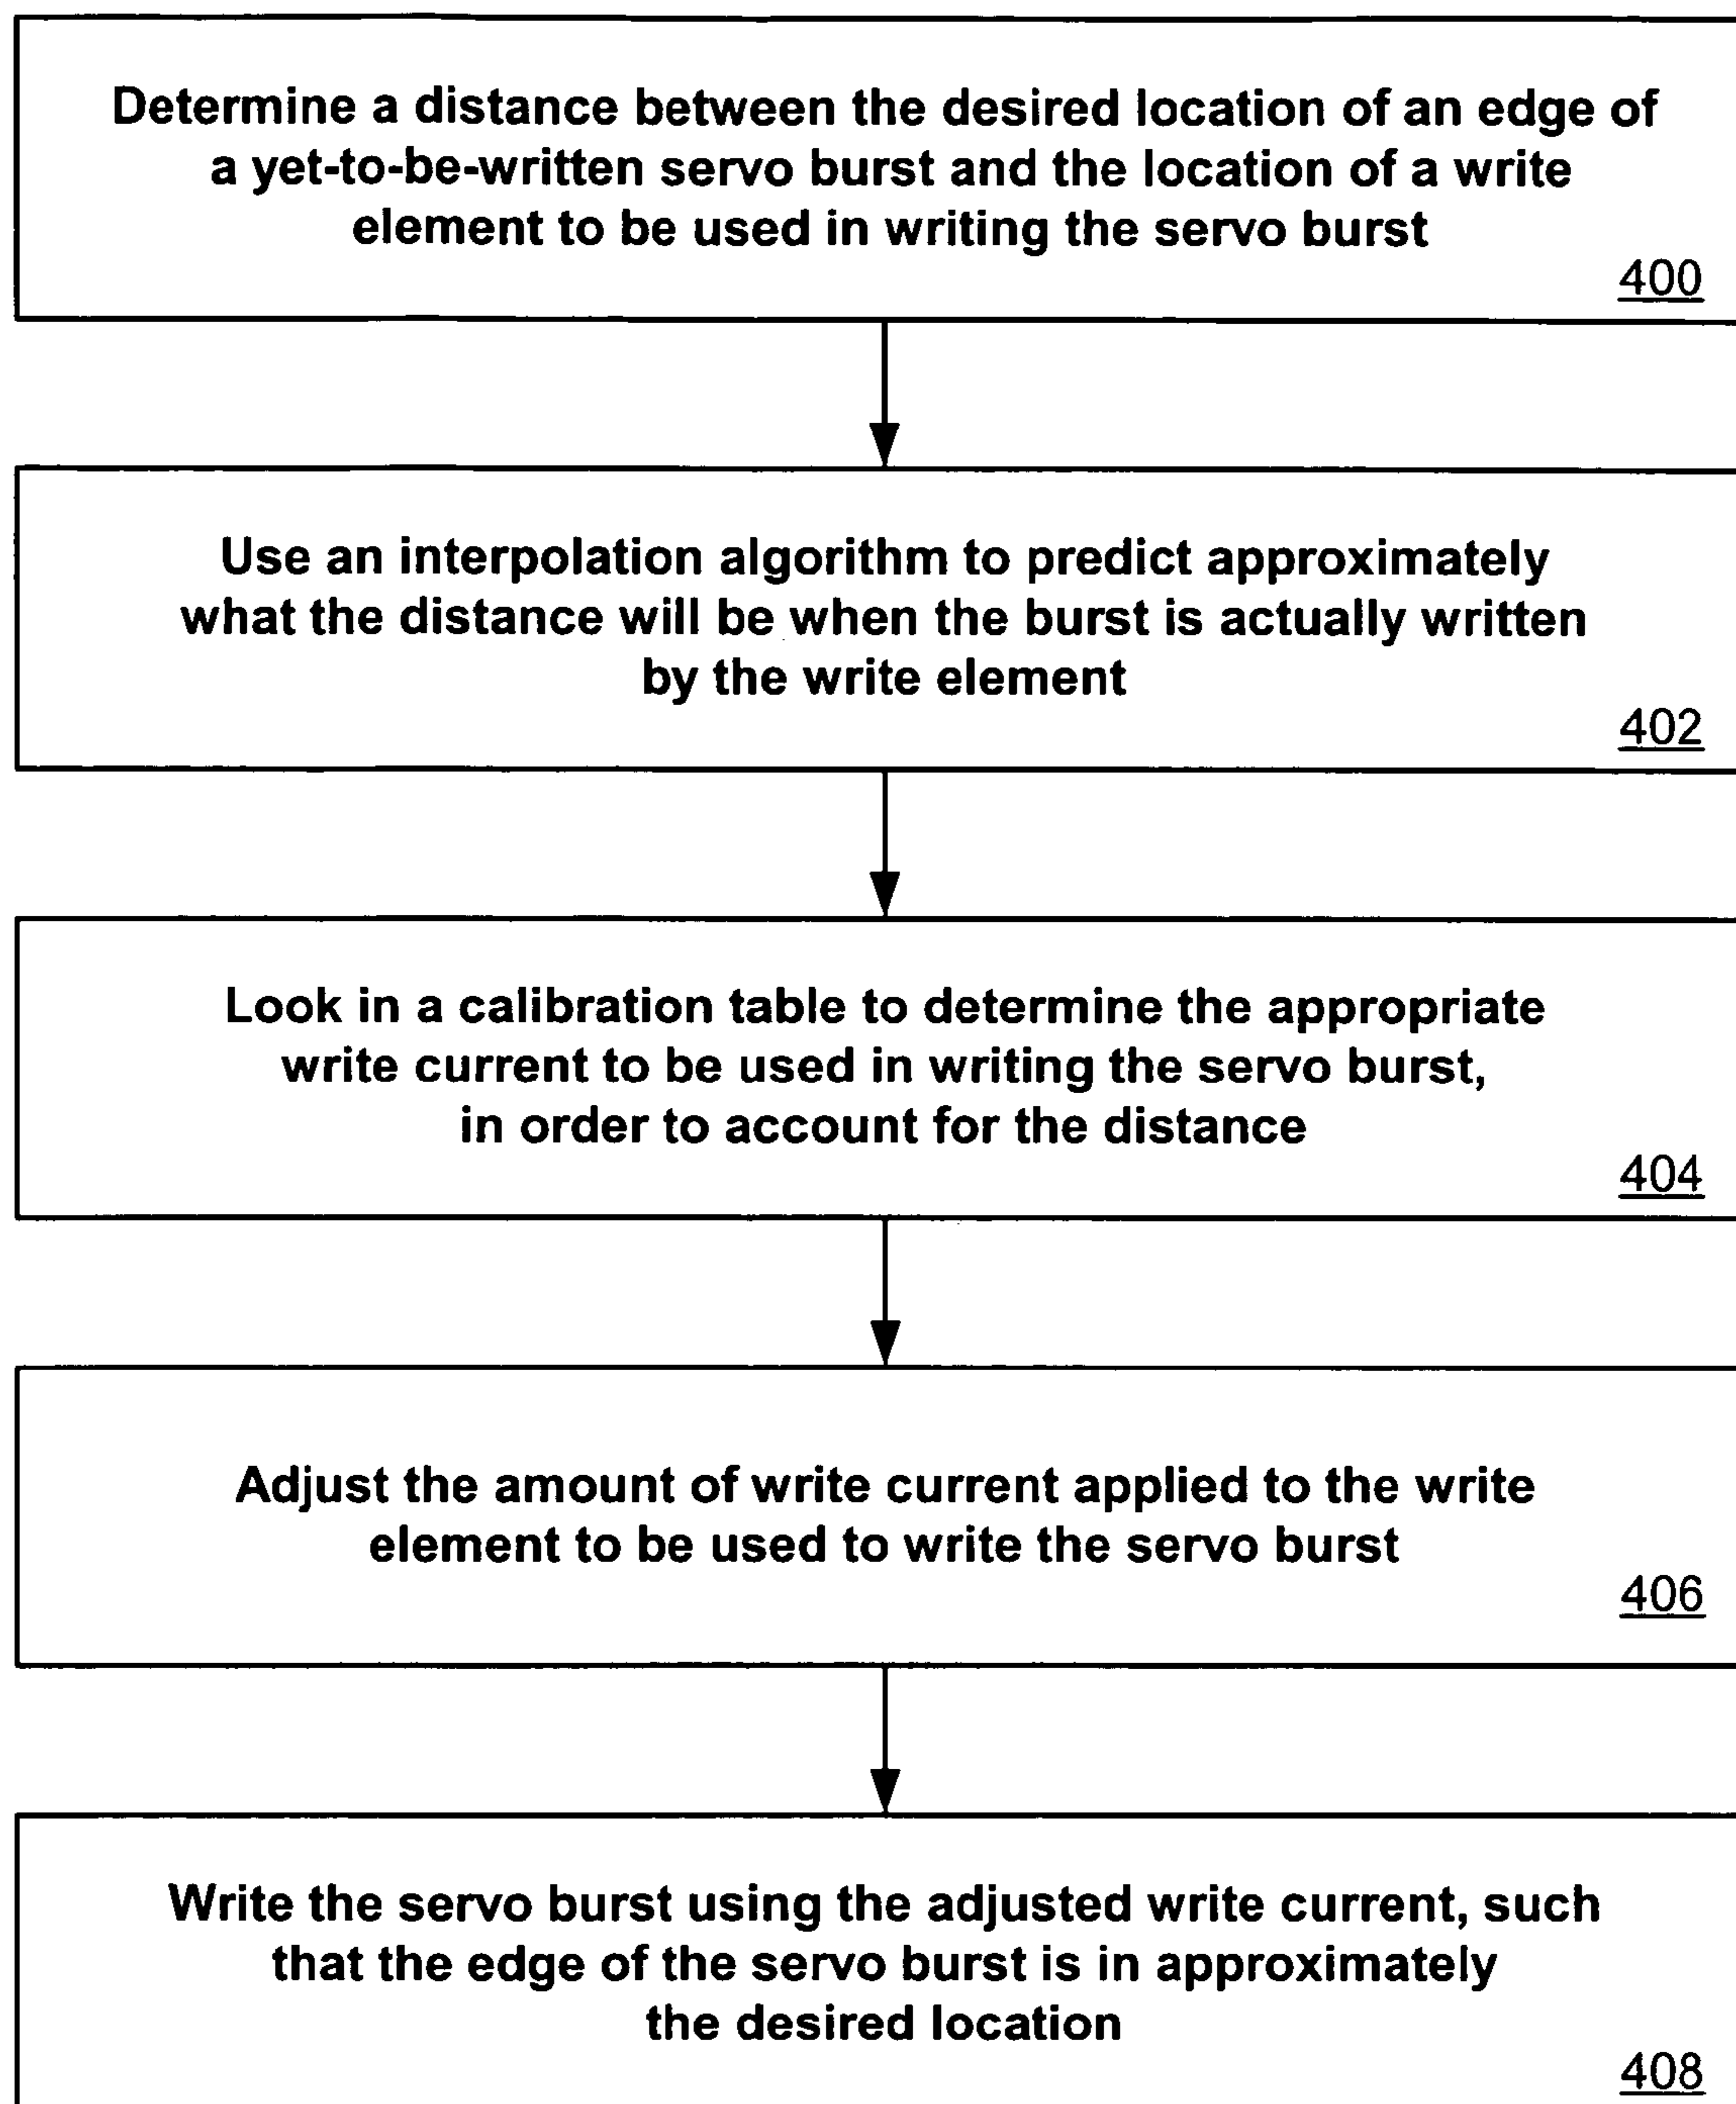 Determine a distance between the desired location of an edge of
a yet-to-be-written servo burst and the location of a write
element to be used in writing the servo burst
400
Use an interpolation algorithm to predict approximately
what the distance will be when the burst is actually written
by the write element
402
Look in a calibration table to determine the appropriate
write current to be used in writing the servo burst,
in order to account for the distance
404
Adjust the amount of write current applied to the write
element to be used to write the servo burst
406
Write the servo burst using the adjusted write current, such
that the edge of the servo burst is in approximately
the desired location
408